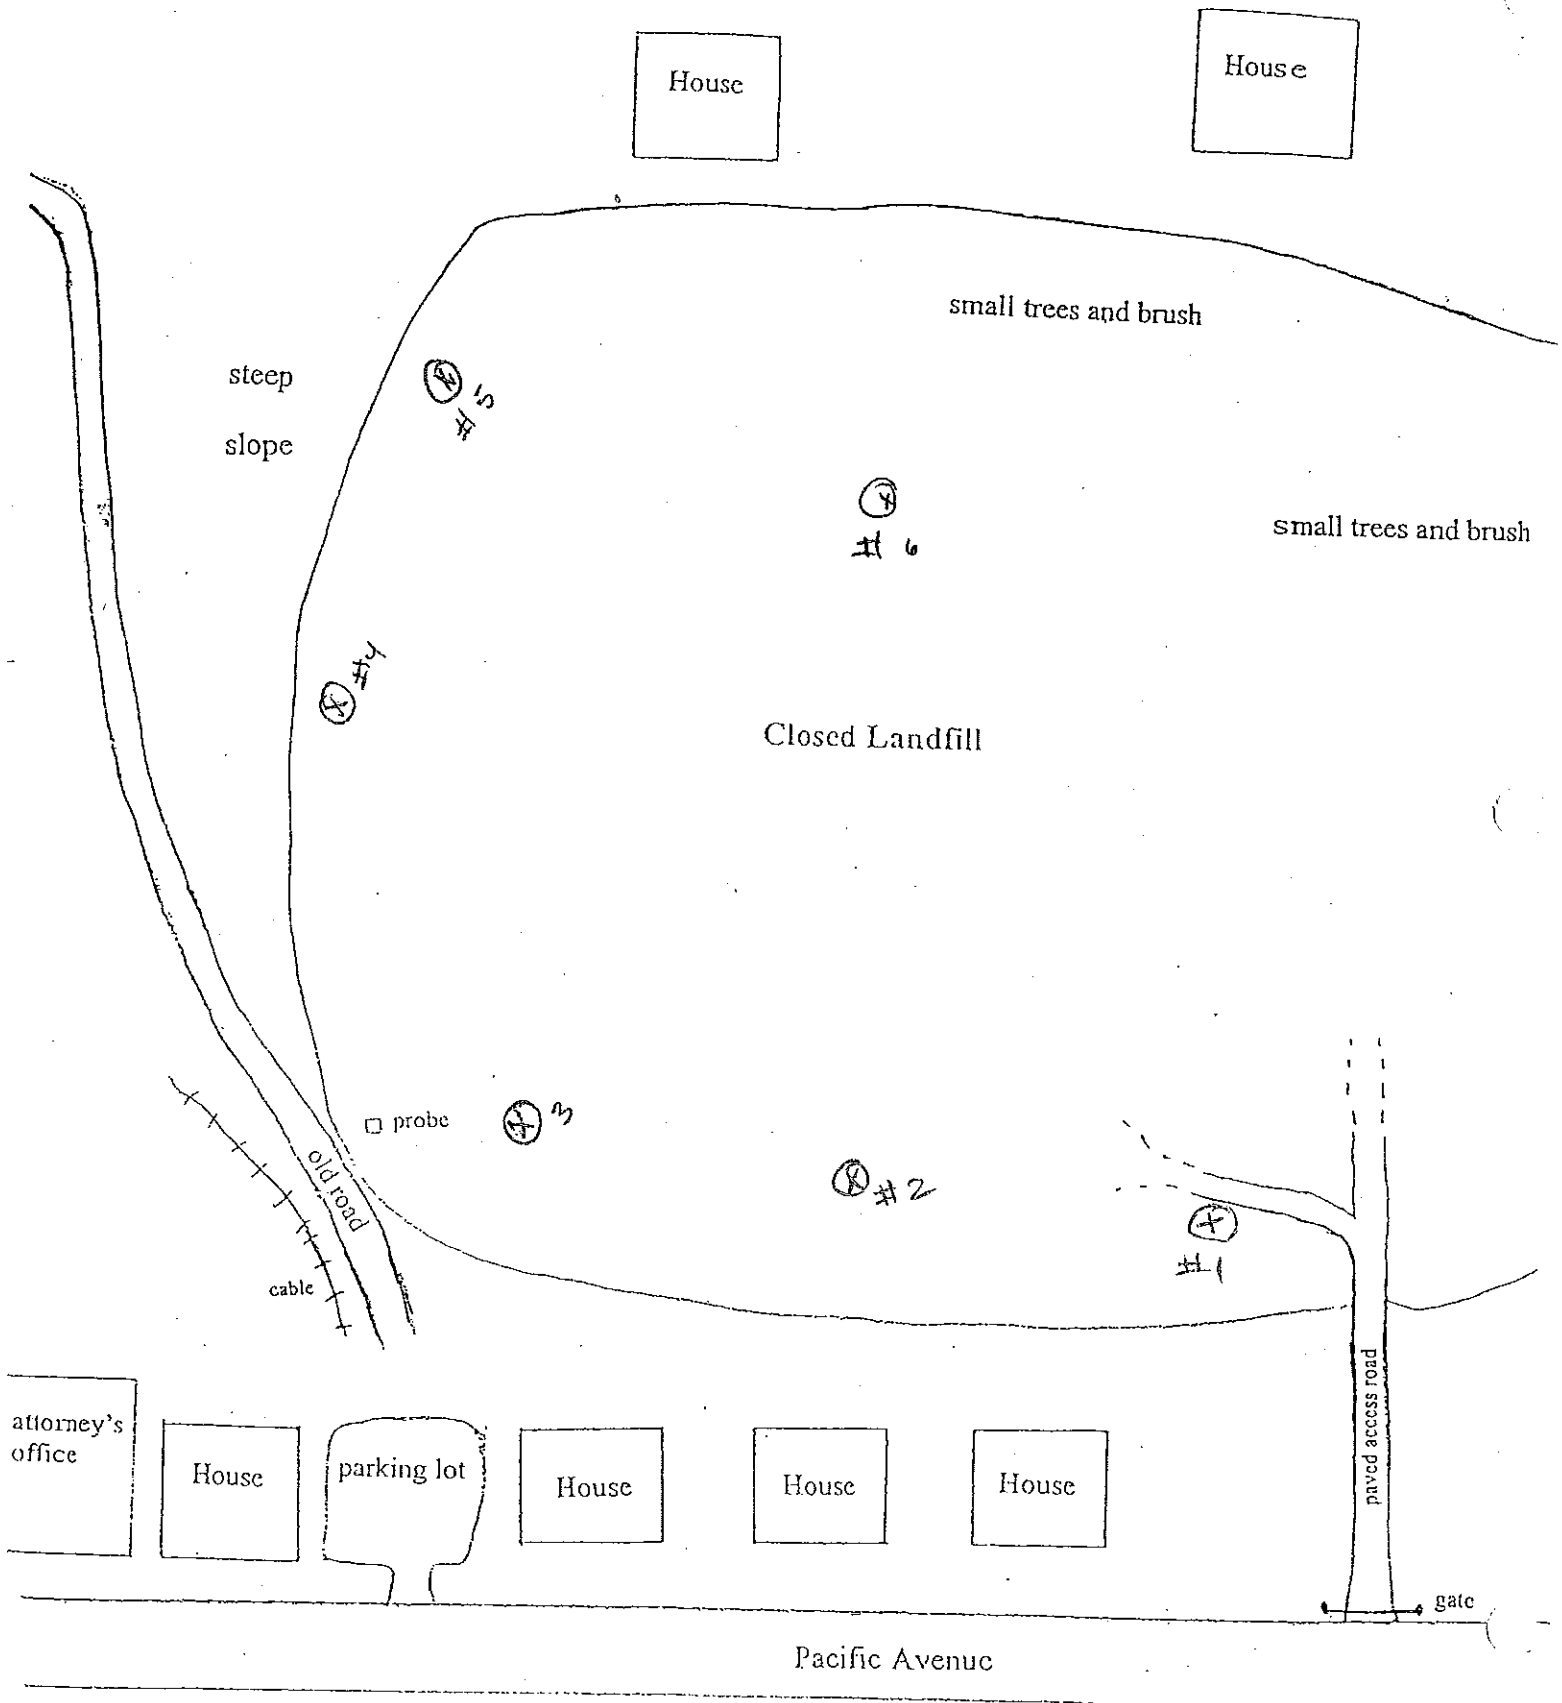 House
House
small trees and brush
steep
slope
#5
#6
small trees and brush
#4
Closed Landfill
probe
3
#2
old road
#1
cable
paved access road
attorney's
office
House
parking lot
House
House
House
gate
Pacific Avenue